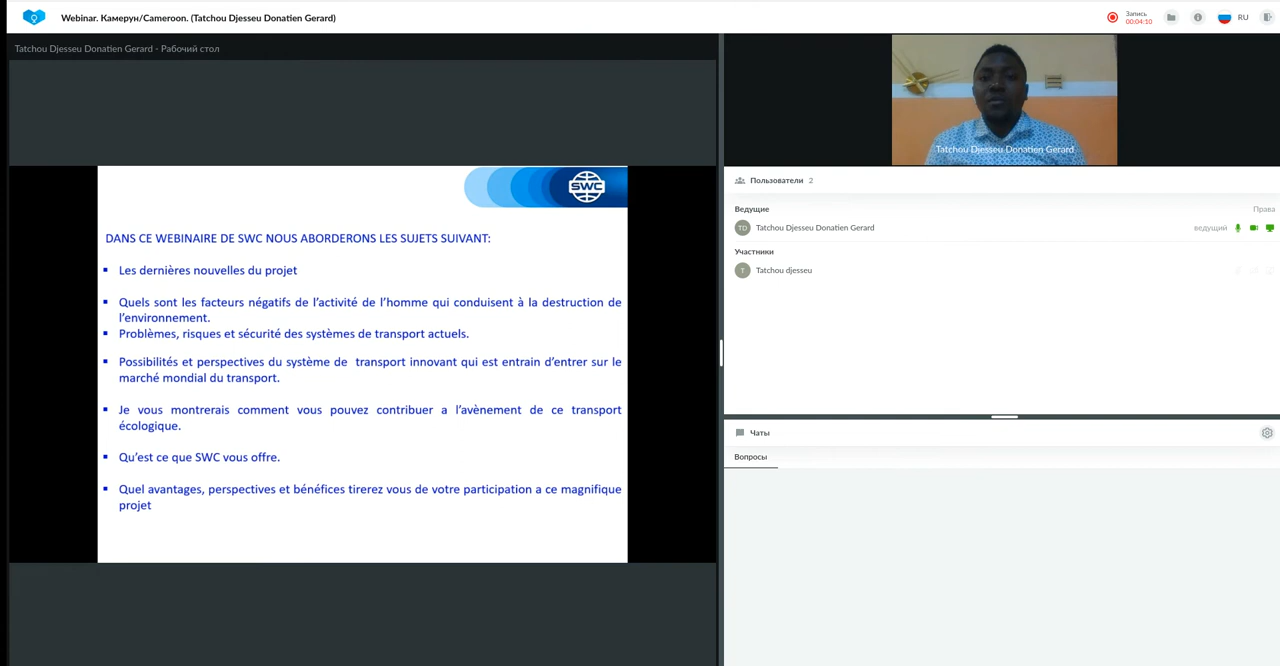 Webinar. Камерун/Cameroon. (Tatchou Djesseu Donatien Gerard)
Запись
00:04:10
RU
Tatchou Djesseu Donatien Gerard - Рабочий стол
SWC
DANS CE WEBINAIRE DE SWC NOUS ABORDERONS LES SUJETS SUIVANT:
▪ Les dernières nouvelles du projet
▪ Quels sont les facteurs négatifs de l'activité de l'homme qui conduisent à la destruction de
l'environnement.
▪ Problèmes, risques et sécurité des systèmes de transport actuels.
▪ Possibilités et perspectives du système de transport innovant qui est entrain d'entrer sur le
marché mondial du transport.
▪ Je vous montrerais comment vous pouvez contribuer a l'avènement de ce transport
écologique.
▪ Qu'est ce que SWC vous offre.
▪ Quel avantages, perspectives et bénéfices tirerez vous de votre participation a ce magnifique
projet
Tatchou Djesseu Donatien Gerard
Пользователи 2
Ведущие Права
TD Tatchou Djesseu Donatien Gerard ведущий
Участники
T Tatchou djesseu
Чаты
Вопросы